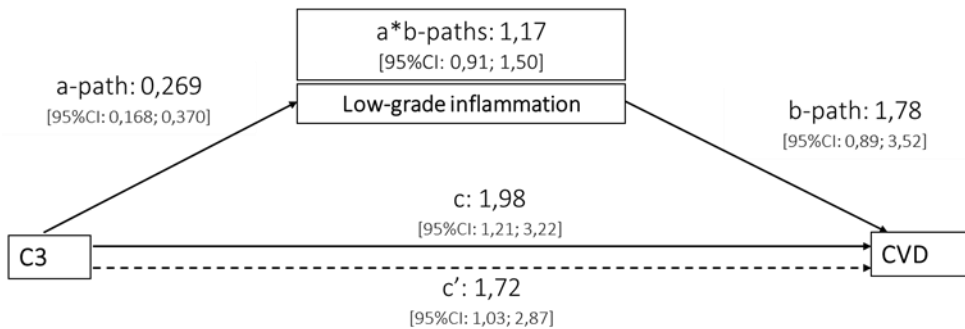 a*b-paths: 1,17
[95%CI: 0,91; 1,50]
a-path: 0,269
[95%CI: 0,168; 0,370]
Low-grade inflammation
b-path: 1,78
[95%CI: 0,89; 3,52]
c: 1,98
[95%CI: 1,21; 3,22]
C3
CVD
c’: 1,72
[95%CI: 1,03; 2,87]